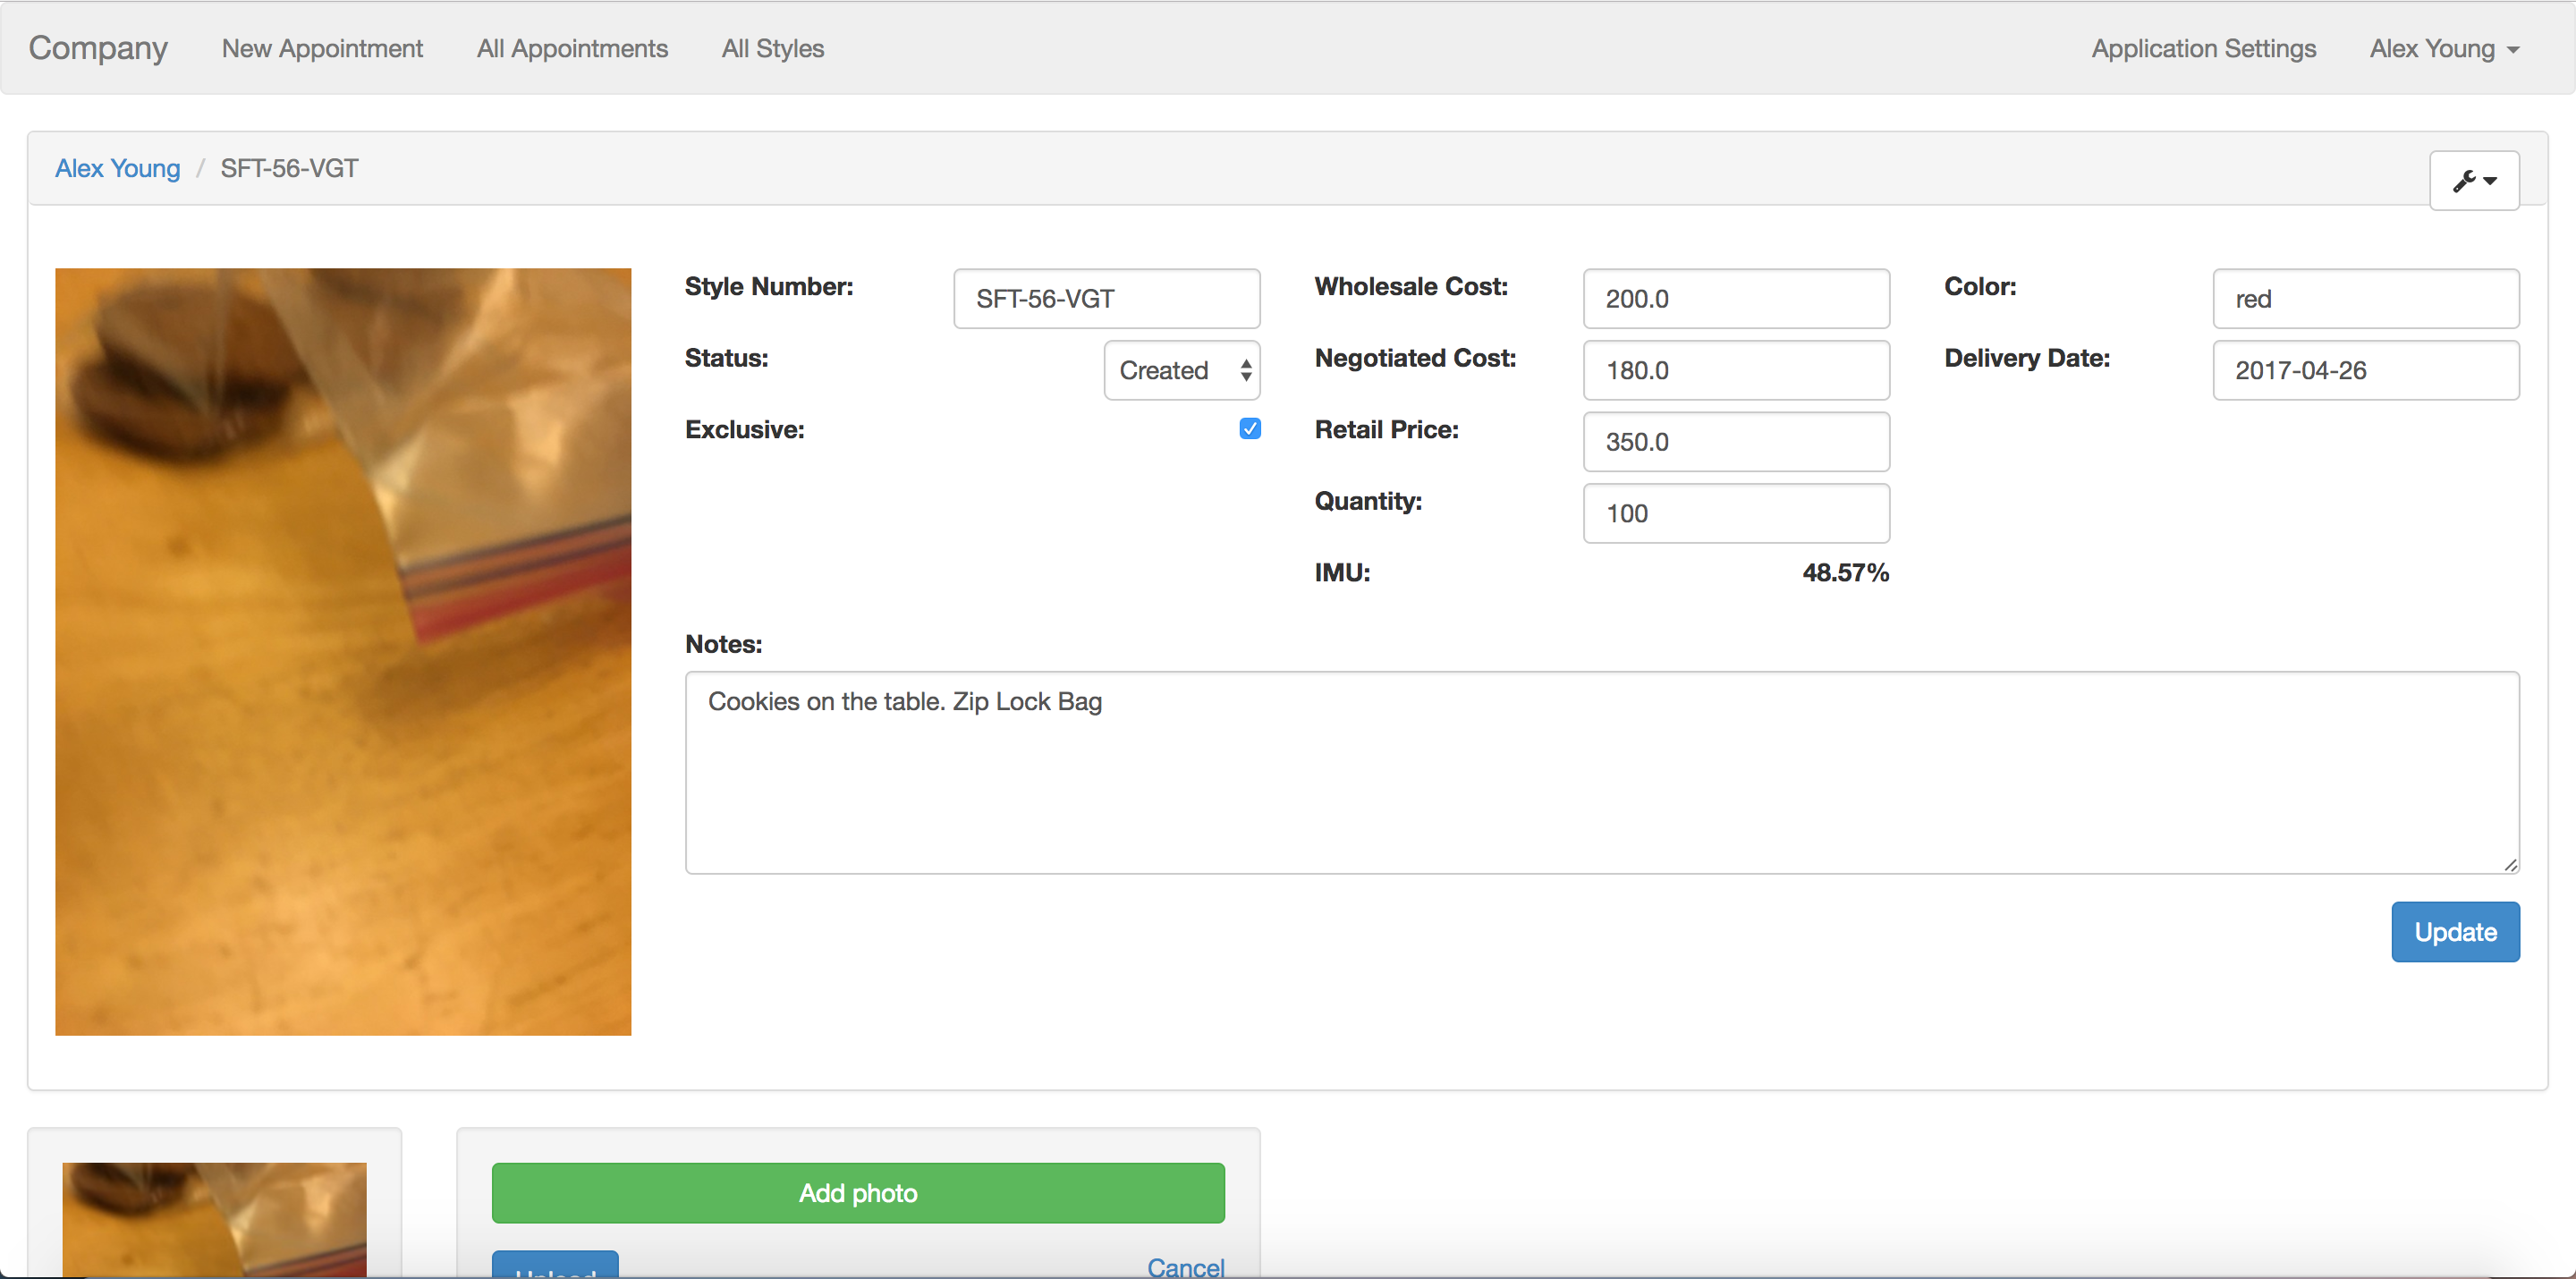 Company New Appointment All Appointments All Styles Application Settings Alex Young
Alex Young / SFT-56-VGT
Style Number: SFT-56-VGT Wholesale Cost: 200.0 Color: red
Status: Created Negotiated Cost: 180.0 Delivery Date: 2017-04-26
Exclusive: Retail Price: 350.0
Quantity: 100
IMU: 48.57%
Notes:
Cookies on the table. Zip Lock Bag
Update
Add photo
Upload Cancel